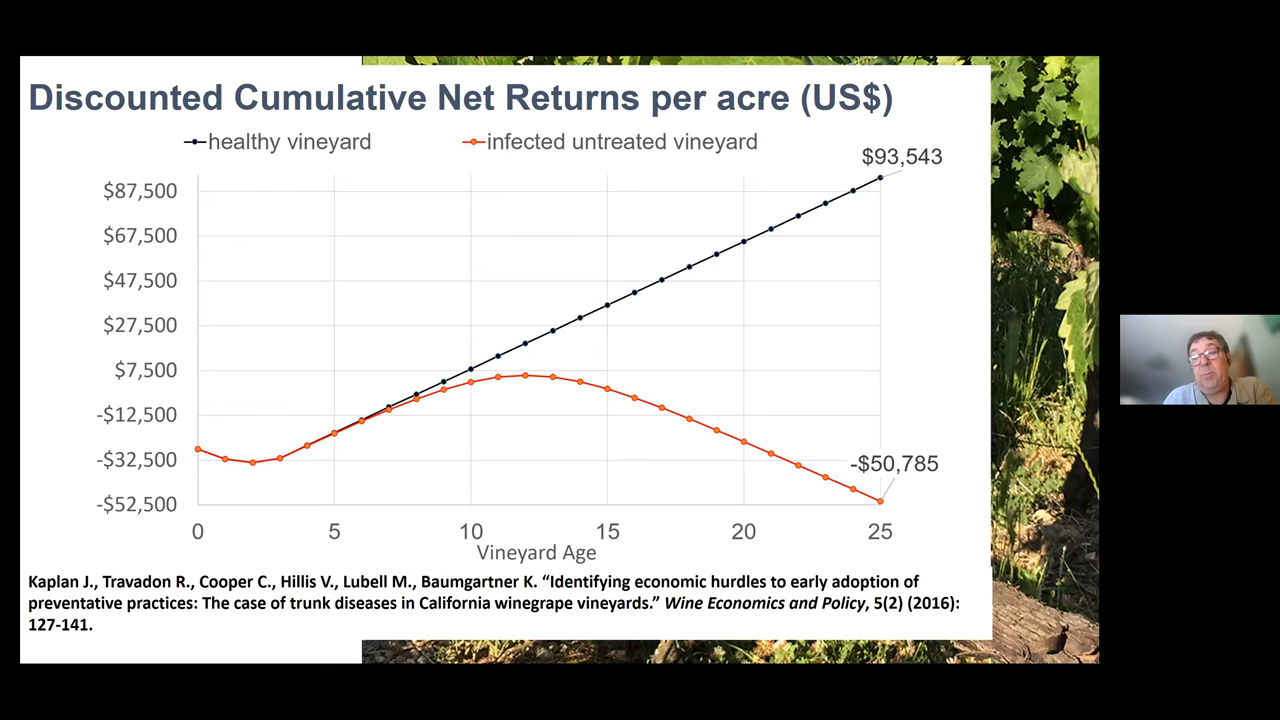 Discounted Cumulative Net Returns per acre (US$)
healthy vineyard
infected untreated vineyard
$93,543
$87,500
$67,500
$47,500
$27,500
$7,500
-$12,500
-$32,500
-$50,785
-$52,500
0 5 10 15 20 25
Vineyard Age
Kaplan J., Travadon R., Cooper C., Hillis V., Lubell M., Baumgartner K. “Identifying economic hurdles to early adoption of
preventative practices: The case of trunk diseases in California winegrape vineyards.” Wine Economics and Policy, 5(2) (2016):
127-141.